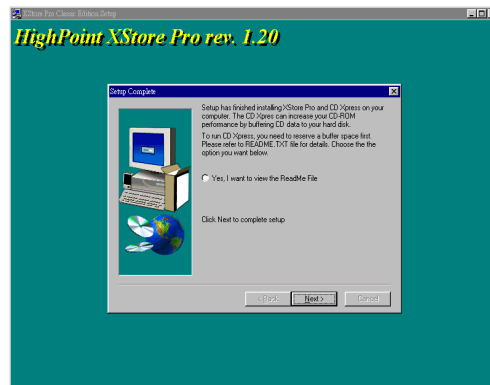 XStore Pro Classic Edition Setup
HighPoint XStore Pro rev. 1.20
Setup Complete
Setup has finished installing XStore Pro and CD Xpress on your
computer. The CD Xpres can increase your CD-ROM
performance by buffering CD data to your hard disk.
To run CD Xpress, you need to reserve a buffer space first.
Please refer to README.TXT file for details. Choose the the
option you want below.
Yes, I want to view the ReadMe File
Click Next to complete setup
< Back
Next >
Cancel